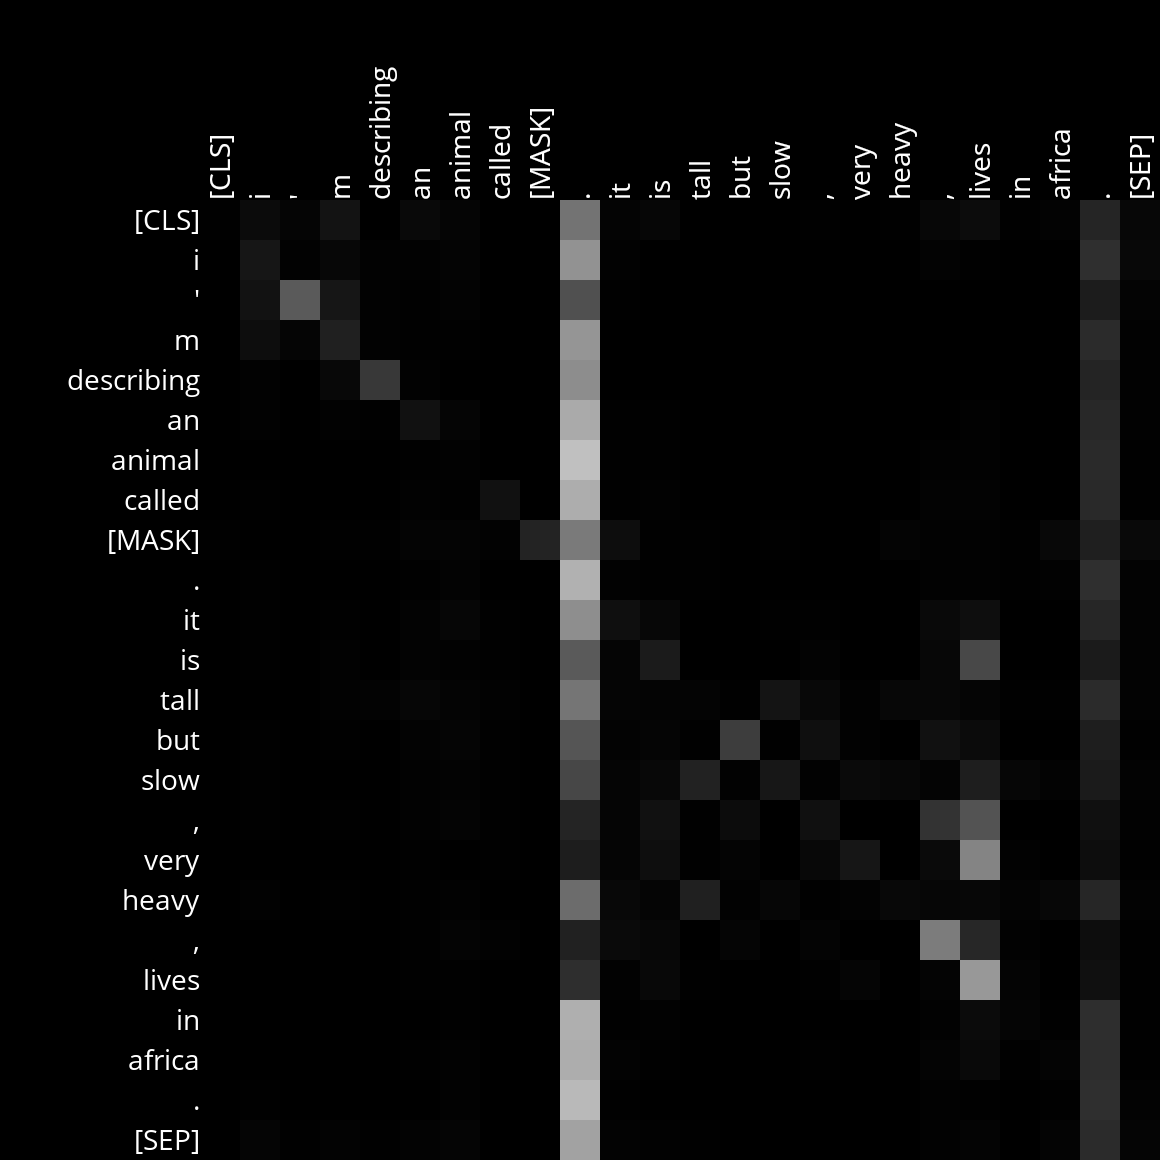 [CLS] i ' m describing an animal called [MASK] . it is tall but slow , very heavy , lives in africa . [SEP]
[CLS]
i
'
m
describing
an
animal
called
[MASK]
.
it
is
tall
but
slow
,
very
heavy
,
lives
in
africa
.
[SEP]